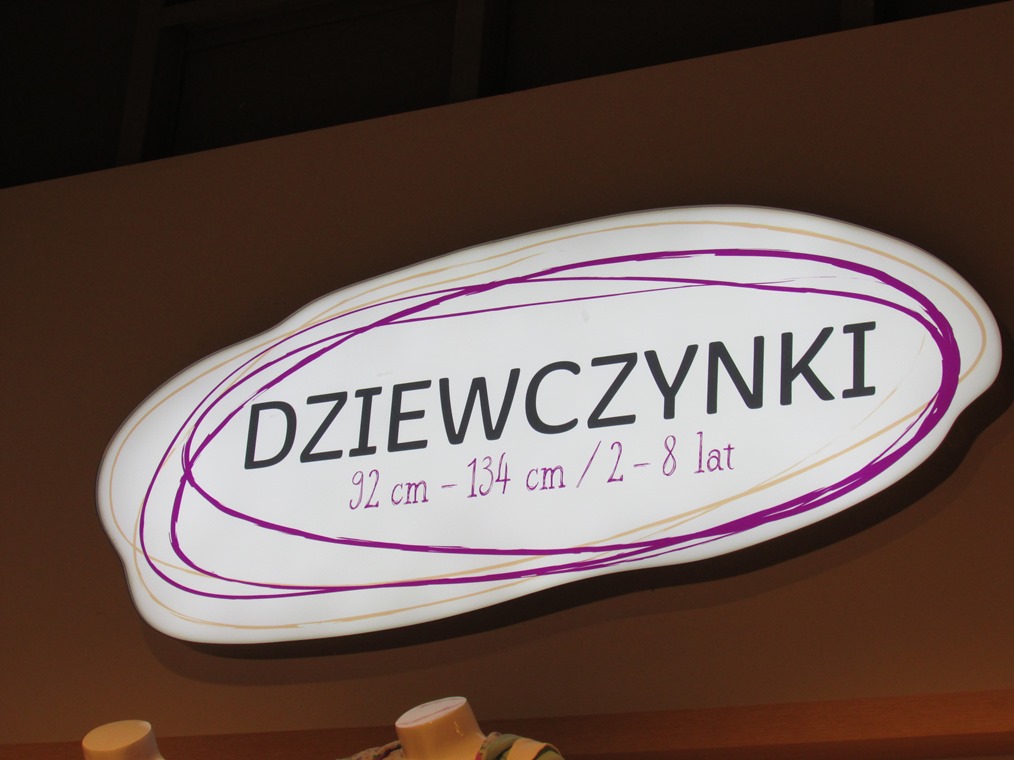 DZIEWCZYNKI
92 cm – 134 cm / 2 – 8 lat